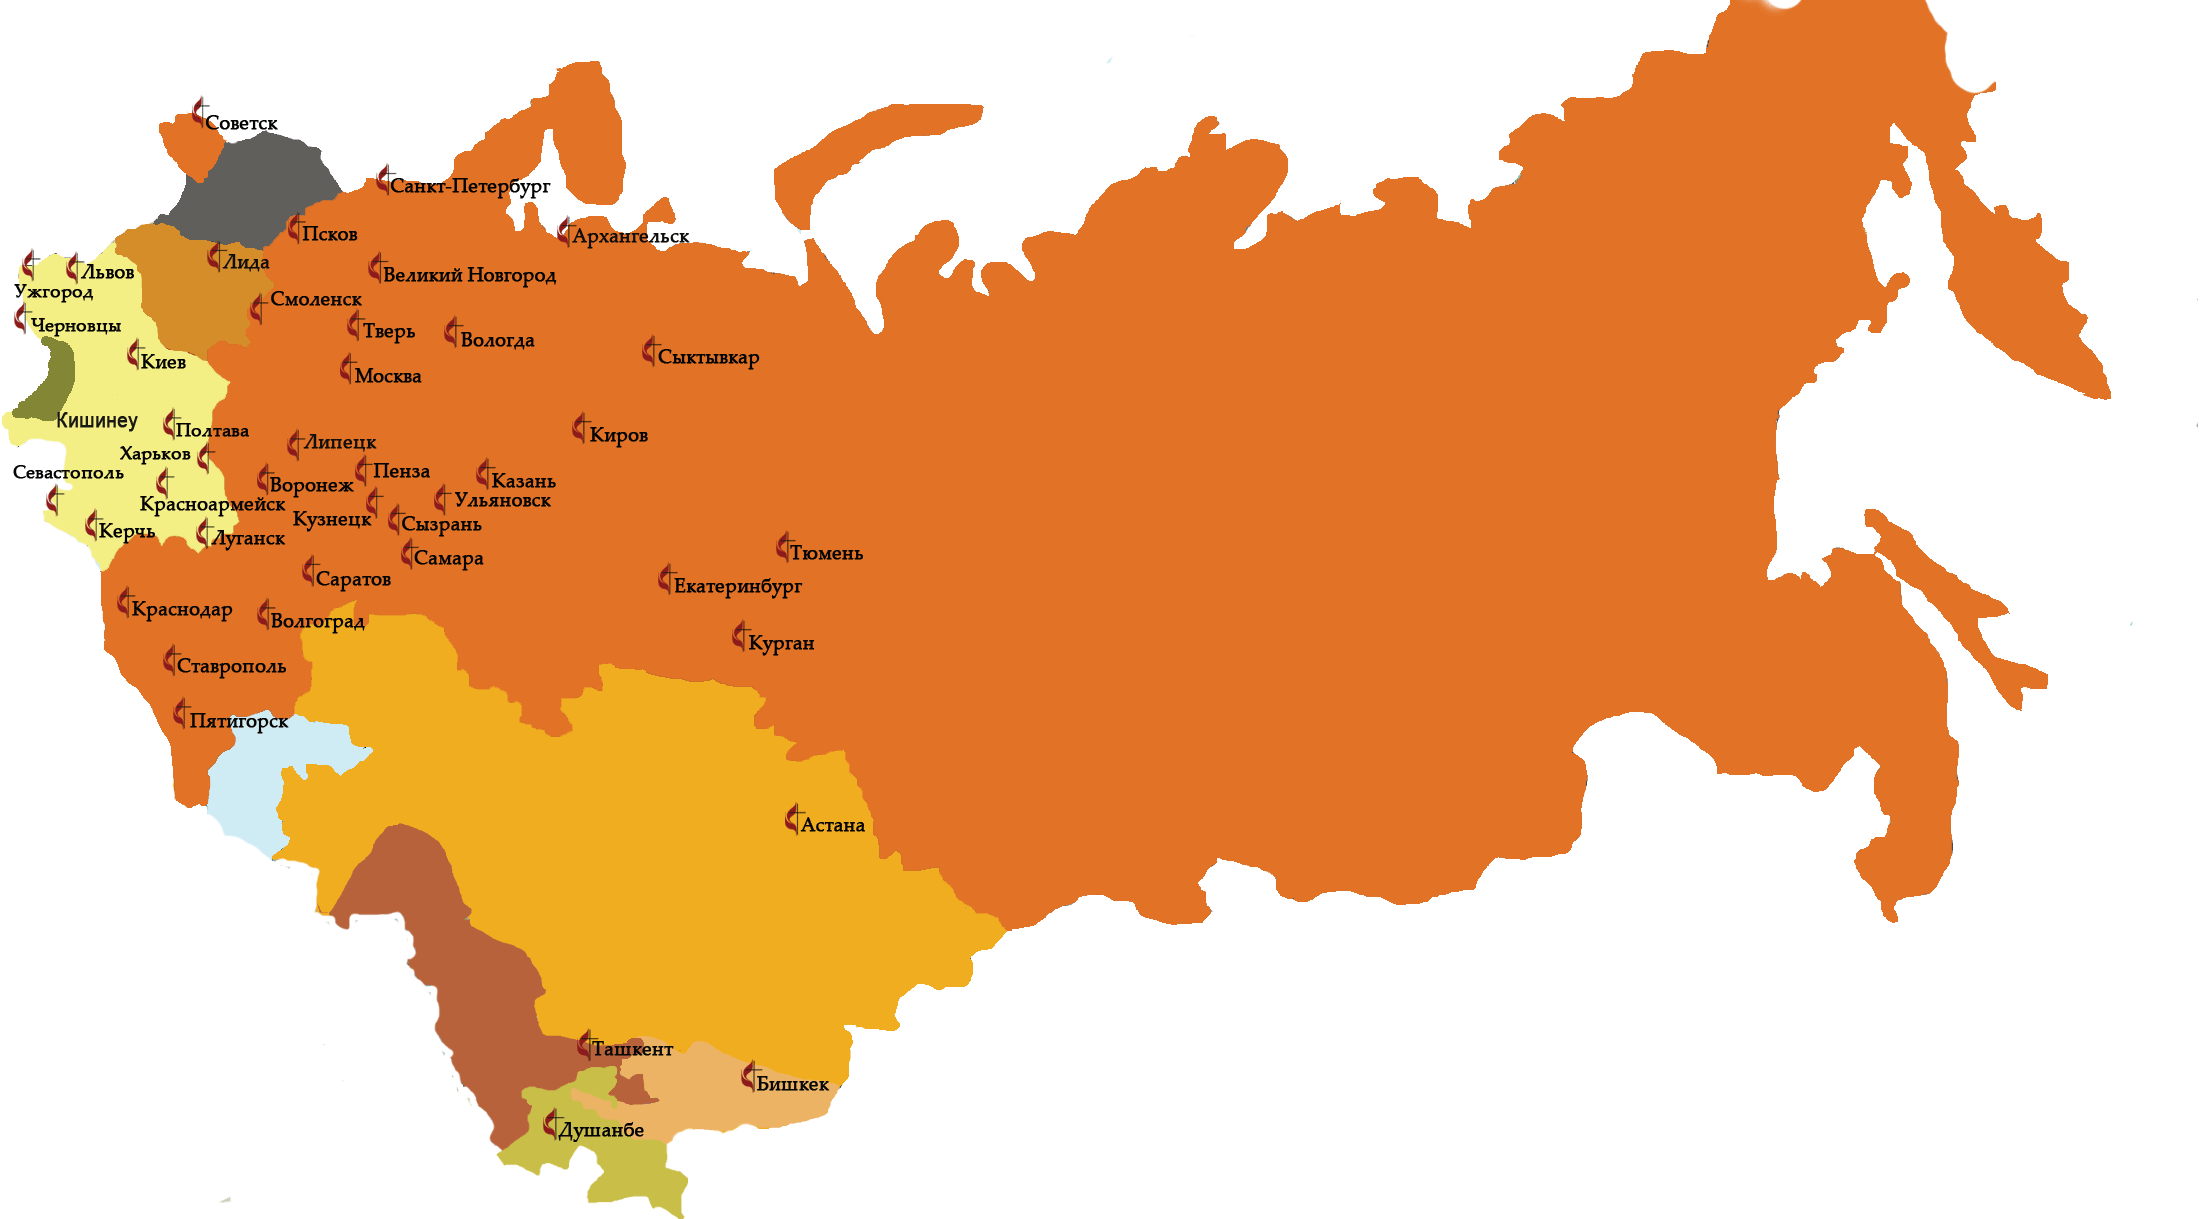 Советск
Санкт-Петербург
Псков
Архангельск
Лида
Львов
Великий Новгород
Ужгород
Смоленск
Черновцы
Тверь
Вологда
Сыктывкар
Киев
Москва
Кишинеу
Полтава
Киров
Липецк
Харьков
Севастополь
Пенза
Казань
Воронеж
Ульяновск
Красноармейск
Кузнецк
Сызрань
Керчь
Луганск
Тюмень
Самара
Саратов
Екатеринбург
Краснодар
Волгоград
Курган
Ставрополь
Пятигорск
Астана
Ташкент
Бишкек
Душанбе